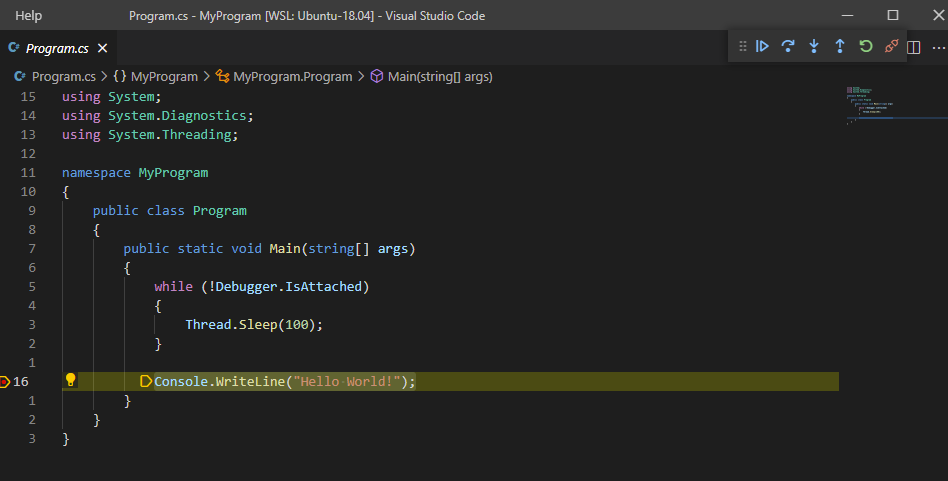 Help Program.cs - MyProgram [WSL: Ubuntu-18.04] - Visual Studio Code
C# Program.cs
C# Program.cs > {} MyProgram > MyProgram.Program > Main(string[] args)
15 using System;
14 using System.Diagnostics;
13 using System.Threading;
12
11 namespace MyProgram
10 {
9 public class Program
8 {
7 public static void Main(string[] args)
6 {
5 while (!Debugger.IsAttached)
4 {
3 Thread.Sleep(100);
2 }
1
16 Console.WriteLine("Hello·World!");
1 }
2 }
3 }